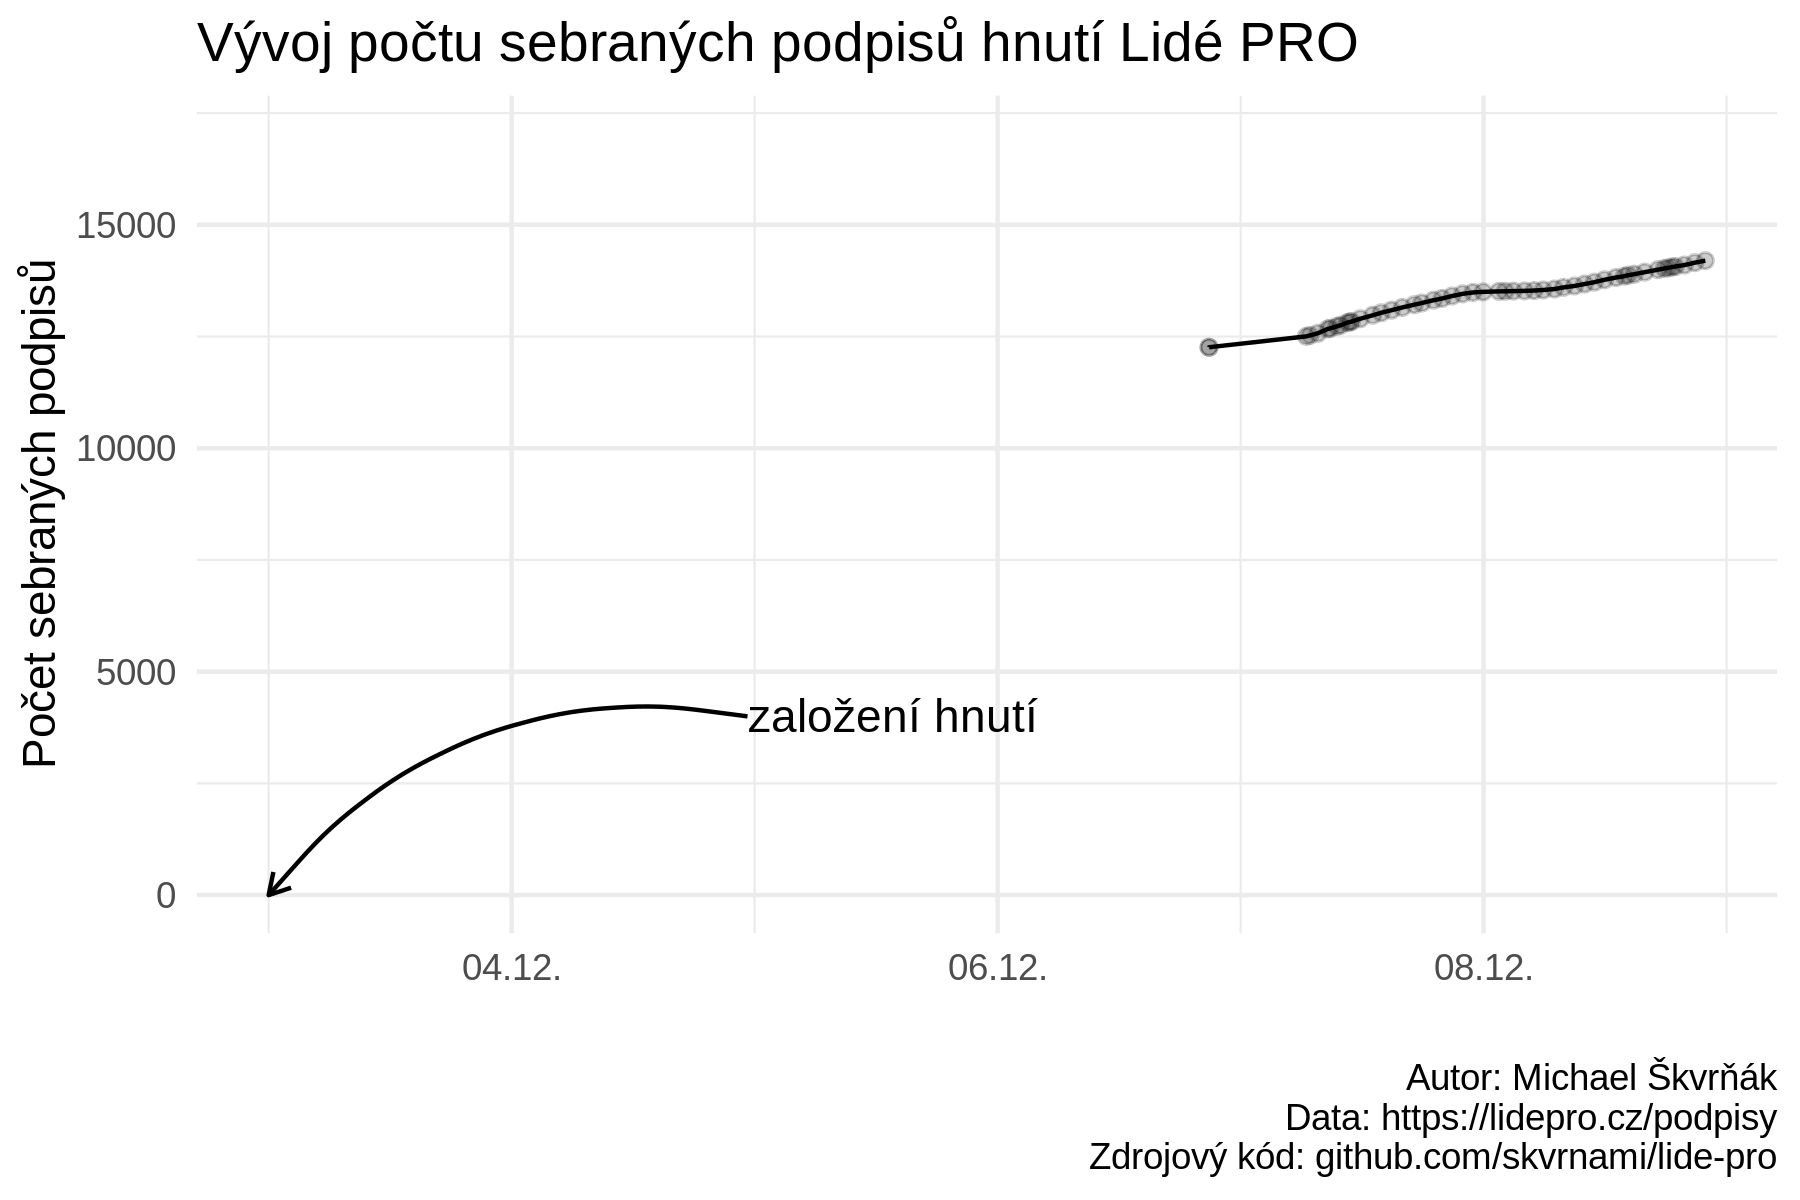 Vývoj počtu sebraných podpisů hnutí Lidé PRO
Počet sebraných podpisů
15000
10000
5000
0
založení hnutí
04.12.
06.12.
08.12.
Autor: Michael Škvrňák
Data: https://lidepro.cz/podpisy
Zdrojový kód: github.com/skvrnami/lide-pro